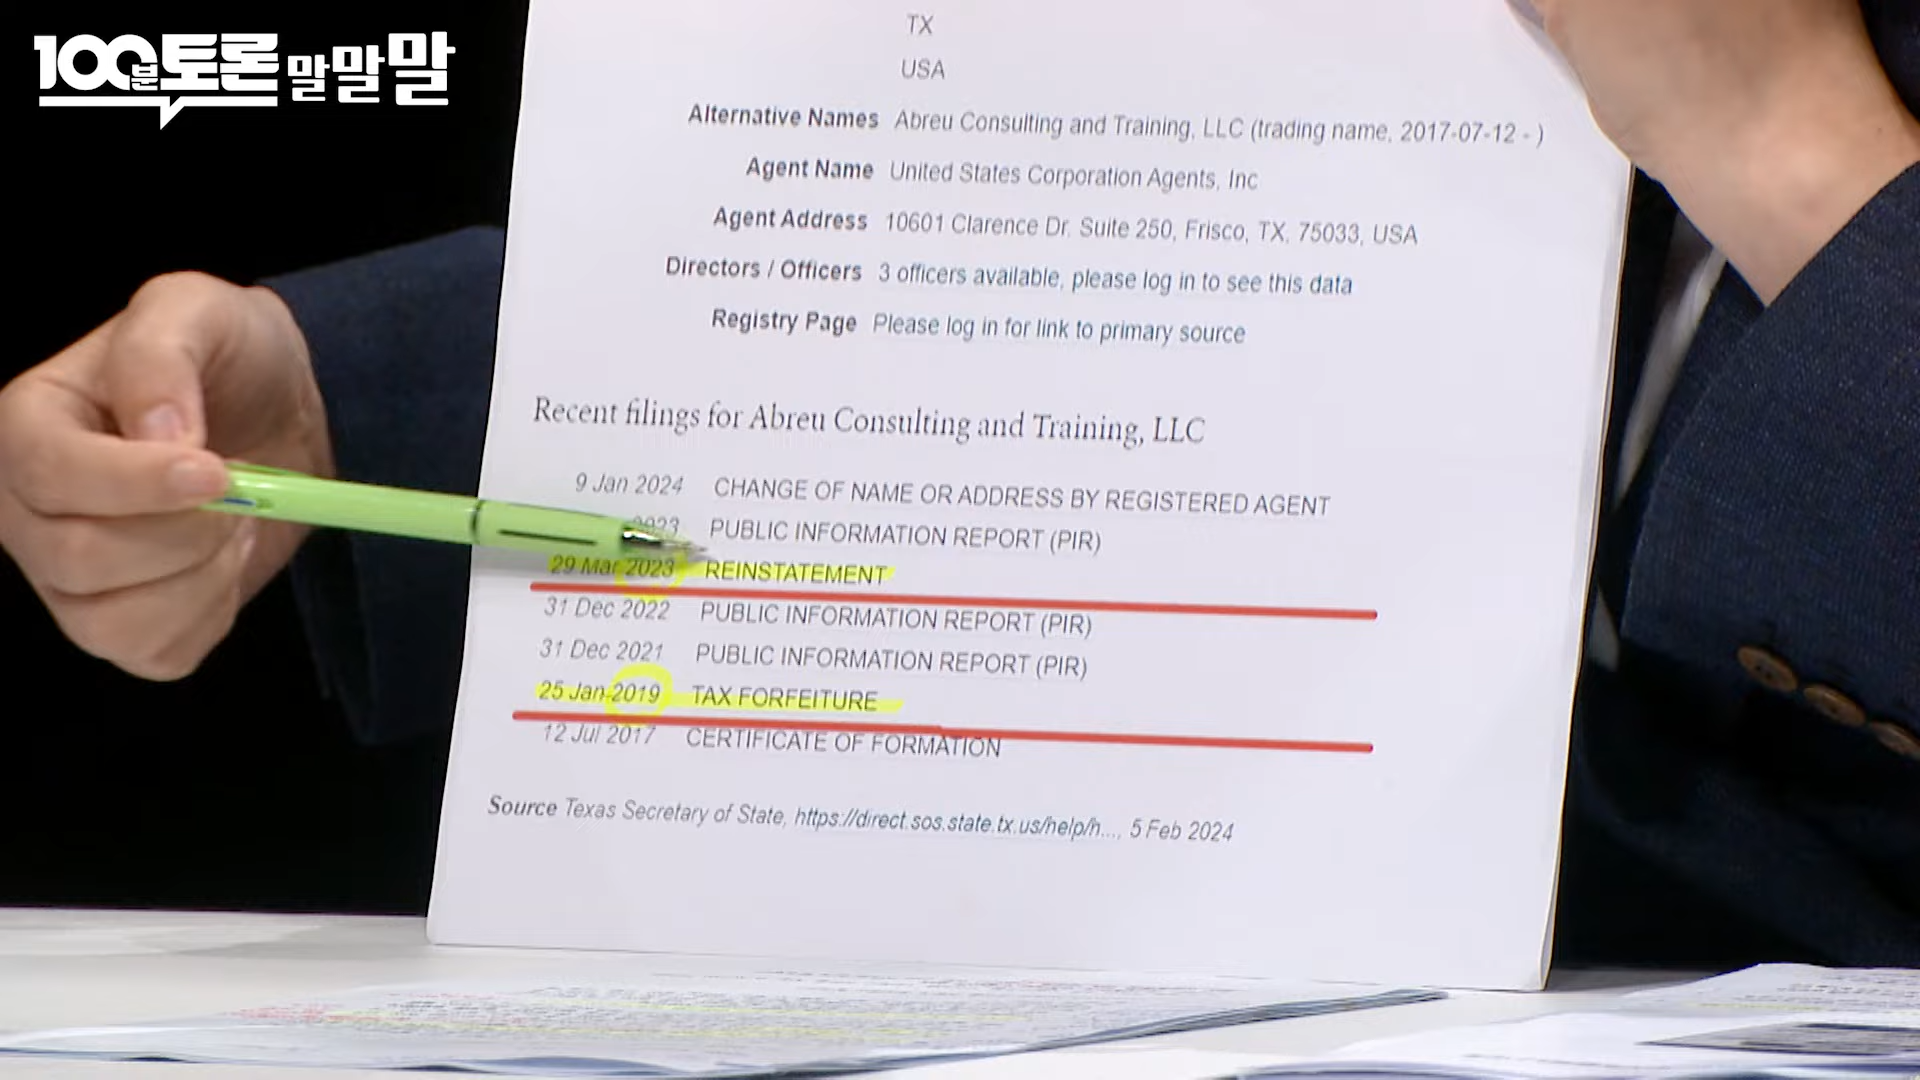 100분토론 말말말
TX
USA
Alternative Names Abreu Consulting and Training, LLC (trading name, 2017-07-12 - )
Agent Name United States Corporation Agents, Inc
Agent Address 10601 Clarence Dr. Suite 250, Frisco, TX, 75033, USA
Directors / Officers 3 officers available, please log in to see this data
Registry Page Please log in for link to primary source
Recent filings for Abreu Consulting and Training, LLC
9 Jan 2024 CHANGE OF NAME OR ADDRESS BY REGISTERED AGENT
2023 PUBLIC INFORMATION REPORT (PIR)
29 Mar 2023 REINSTATEMENT
31 Dec 2022 PUBLIC INFORMATION REPORT (PIR)
31 Dec 2021 PUBLIC INFORMATION REPORT (PIR)
25 Jan 2019 TAX FORFEITURE
12 Jul 2017 CERTIFICATE OF FORMATION
Source Texas Secretary of State, https://direct.sos.state.tx.us/help/h..., 5 Feb 2024